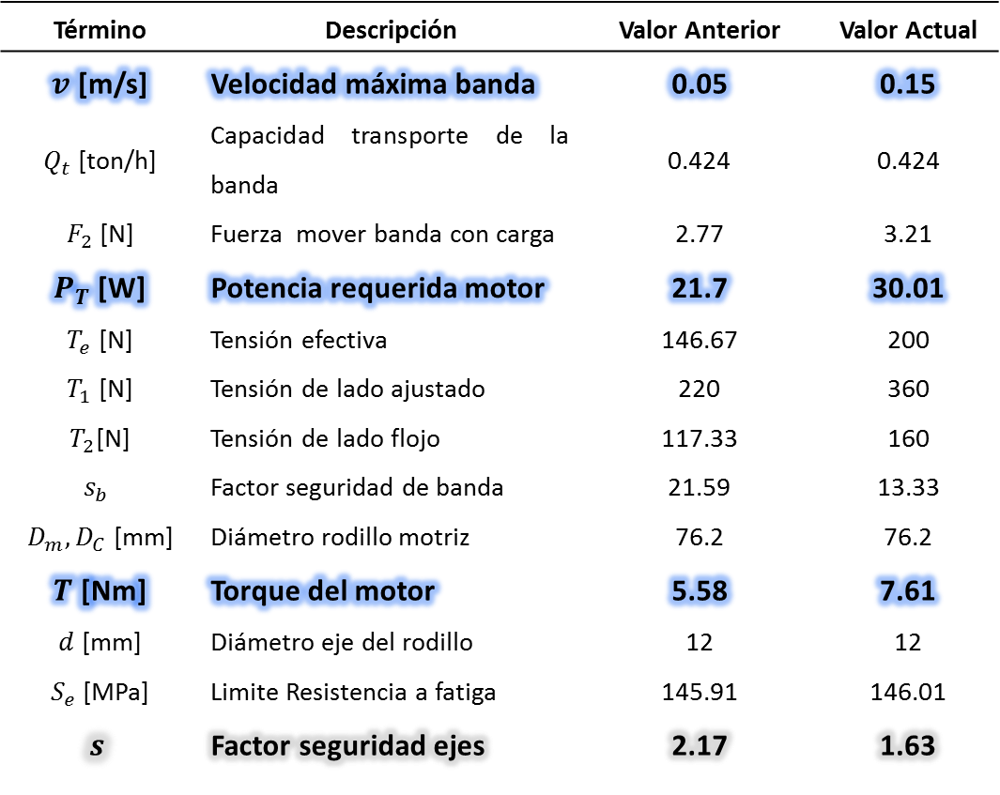 Término Descripción Valor Anterior Valor Actual
v [m/s] Velocidad máxima banda 0.05 0.15
Capacidad transporte de la
Q_t [ton/h] 0.424 0.424
banda
F_2 [N] Fuerza mover banda con carga 2.77 3.21
P_T [W] Potencia requerida motor 21.7 30.01
T_e [N] Tensión efectiva 146.67 200
T_1 [N] Tensión de lado ajustado 220 360
T_2[N] Tensión de lado flojo 117.33 160
s_b Factor seguridad de banda 21.59 13.33
D_m, D_C [mm] Diámetro rodillo motriz 76.2 76.2
T [Nm] Torque del motor 5.58 7.61
d [mm] Diámetro eje del rodillo 12 12
S_e [MPa] Limite Resistencia a fatiga 145.91 146.01
s Factor seguridad ejes 2.17 1.63